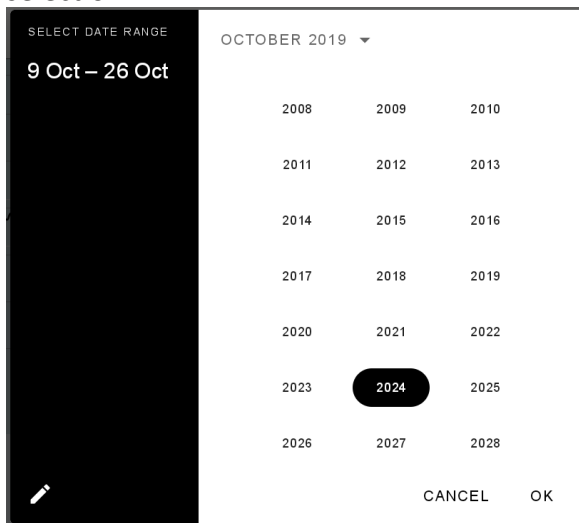 SELECT DATE RANGE
9 Oct – 26 Oct
OCTOBER 2019
2008 2009 2010
2011 2012 2013
2014 2015 2016
2017 2018 2019
2020 2021 2022
2023 2024 2025
2026 2027 2028
CANCEL OK